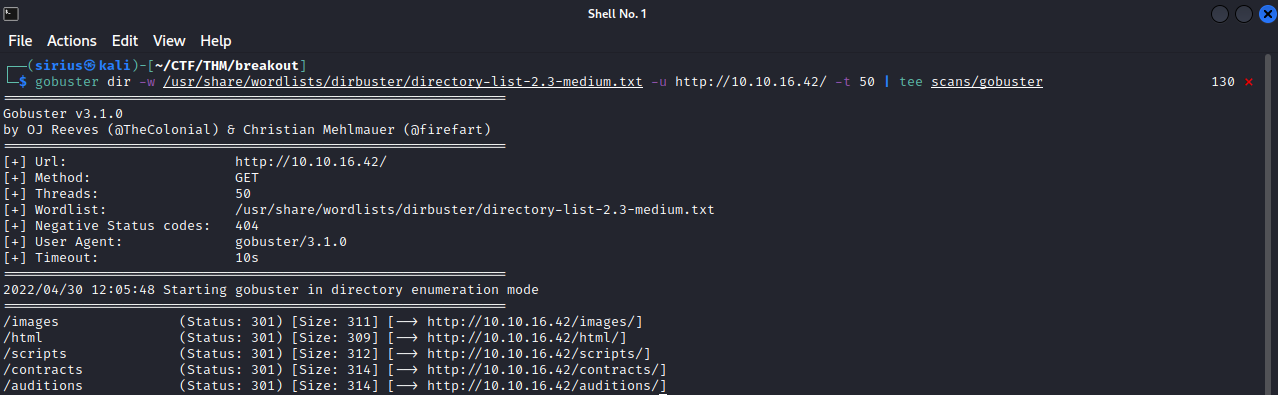 Shell No. 1
File Actions Edit View Help
┌──(sirius㉿kali)-[~/CTF/THM/breakout]
└─$ gobuster dir -w /usr/share/wordlists/dirbuster/directory-list-2.3-medium.txt -u http://10.10.16.42/ -t 50 | tee scans/gobuster 130 ⨯
===============================================================
Gobuster v3.1.0
by OJ Reeves (@TheColonial) & Christian Mehlmauer (@firefart)
===============================================================
[+] Url: http://10.10.16.42/
[+] Method: GET
[+] Threads: 50
[+] Wordlist: /usr/share/wordlists/dirbuster/directory-list-2.3-medium.txt
[+] Negative Status codes: 404
[+] User Agent: gobuster/3.1.0
[+] Timeout: 10s
===============================================================
2022/04/30 12:05:48 Starting gobuster in directory enumeration mode
===============================================================
/images (Status: 301) [Size: 311] [--> http://10.10.16.42/images/]
/html (Status: 301) [Size: 309] [--> http://10.10.16.42/html/]
/scripts (Status: 301) [Size: 312] [--> http://10.10.16.42/scripts/]
/contracts (Status: 301) [Size: 314] [--> http://10.10.16.42/contracts/]
/auditions (Status: 301) [Size: 314] [--> http://10.10.16.42/auditions/]